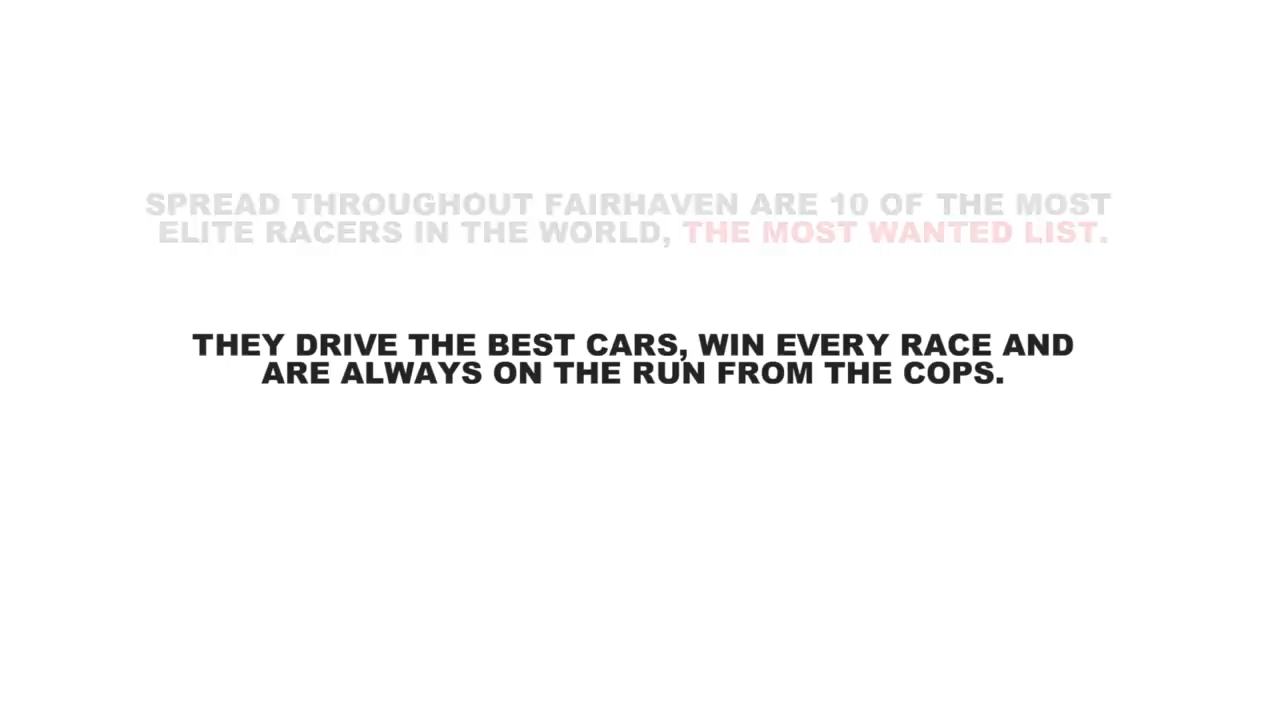 SPREAD THROUGHOUT FAIRHAVEN ARE 10 OF THE MOST
ELITE RACERS IN THE WORLD, THE MOST WANTED LIST.
THEY DRIVE THE BEST CARS, WIN EVERY RACE AND
ARE ALWAYS ON THE RUN FROM THE COPS.